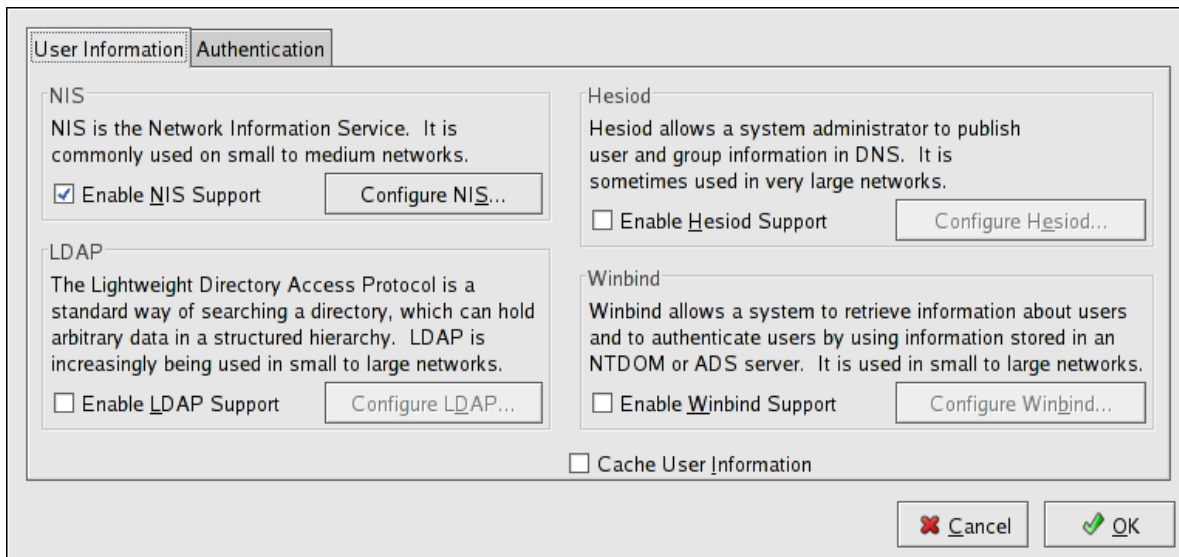 User Information
Authentication
NIS
NIS is the Network Information Service. It is
commonly used on small to medium networks.
Enable NIS Support
Configure NIS...
LDAP
The Lightweight Directory Access Protocol is a
standard way of searching a directory, which can hold
arbitrary data in a structured hierarchy. LDAP is
increasingly being used in small to large networks.
Enable LDAP Support
Configure LDAP...
Hesiod
Hesiod allows a system administrator to publish
user and group information in DNS. It is
sometimes used in very large networks.
Enable Hesiod Support
Configure Hesiod...
Winbind
Winbind allows a system to retrieve information about users
and to authenticate users by using information stored in an
NTDOM or ADS server. It is used in small to large networks.
Enable Winbind Support
Configure Winbind...
Cache User Information
Cancel
OK